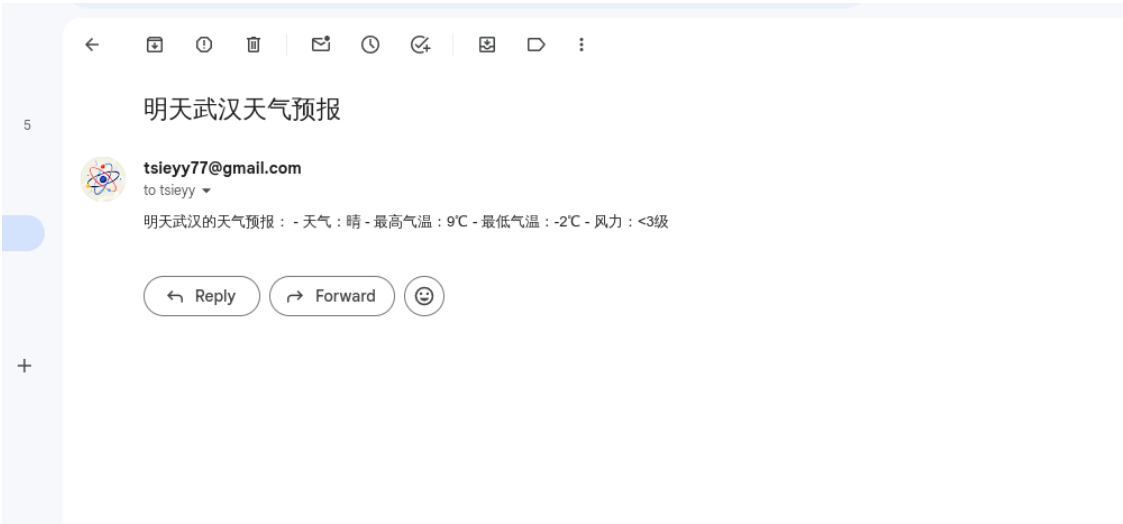 明天武汉天气预报
5
tsieyy77@gmail.com
to tsieyy
明天武汉的天气预报： - 天气：晴 - 最高气温：9℃ - 最低气温：-2℃ - 风力：<3级
Reply
Forward